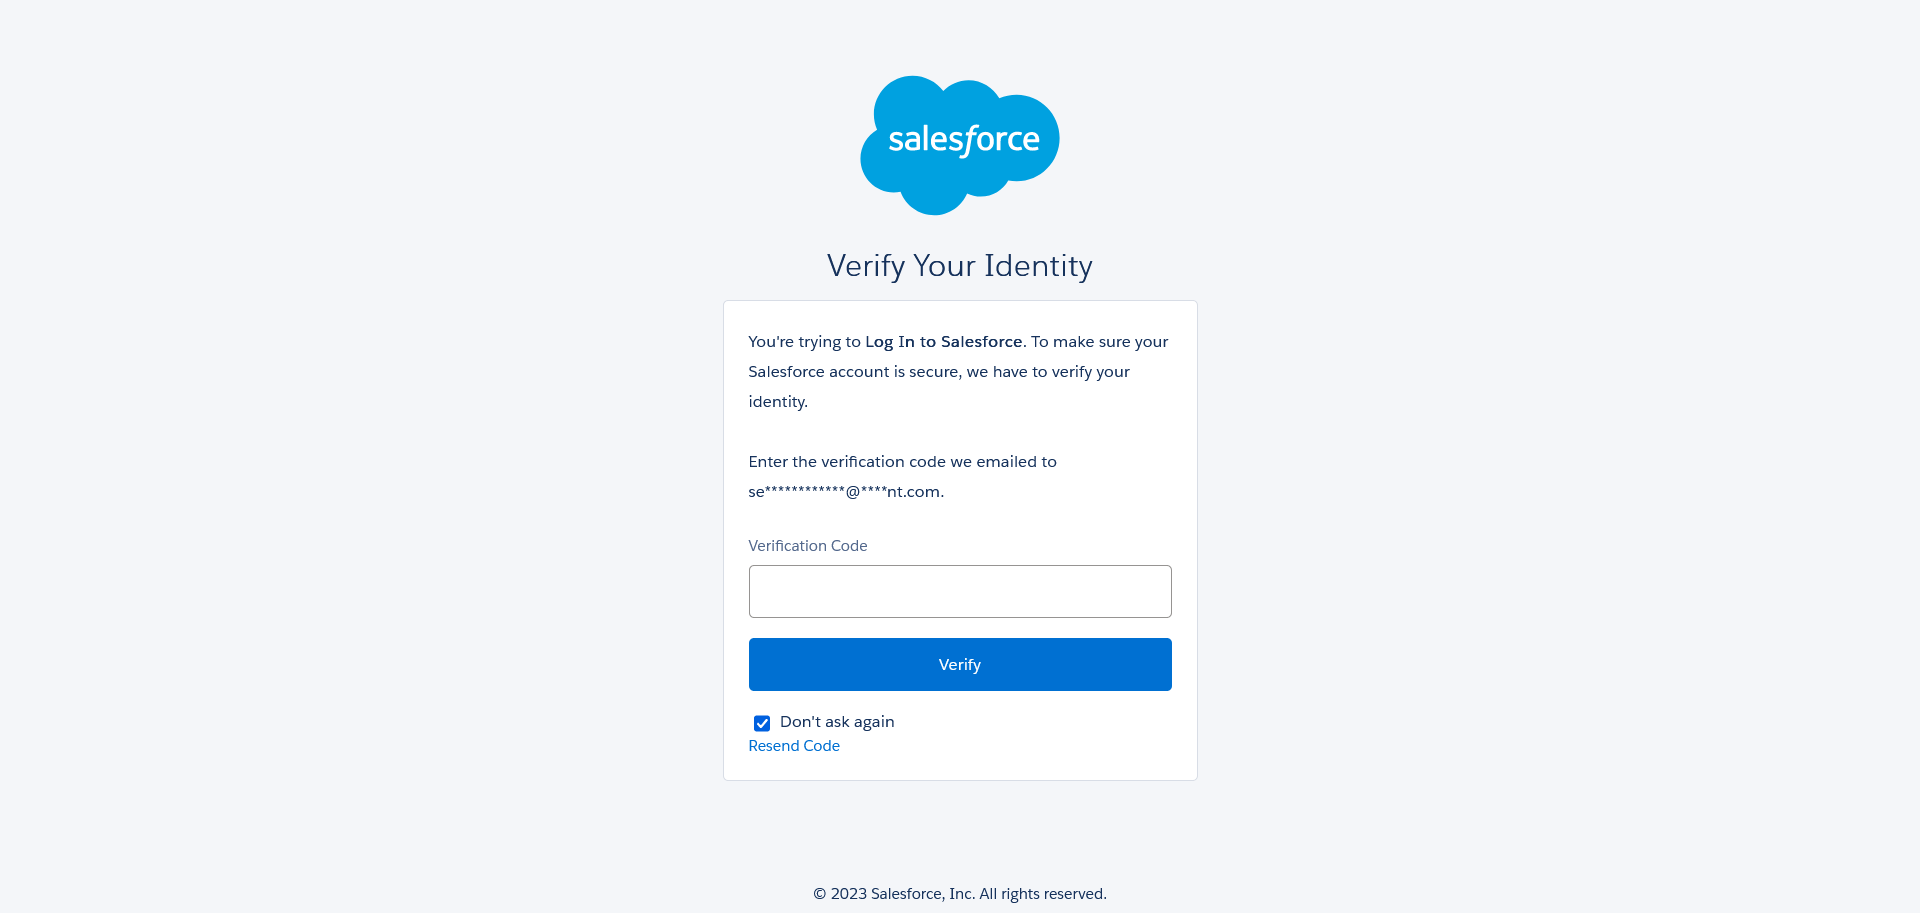 salesforce
Verify Your Identity
You're trying to Log In to Salesforce. To make sure your
Salesforce account is secure, we have to verify your
identity.
Enter the verification code we emailed to
se************@****nt.com.
Verification Code
Verify
Don't ask again
Resend Code
© 2023 Salesforce, Inc. All rights reserved.